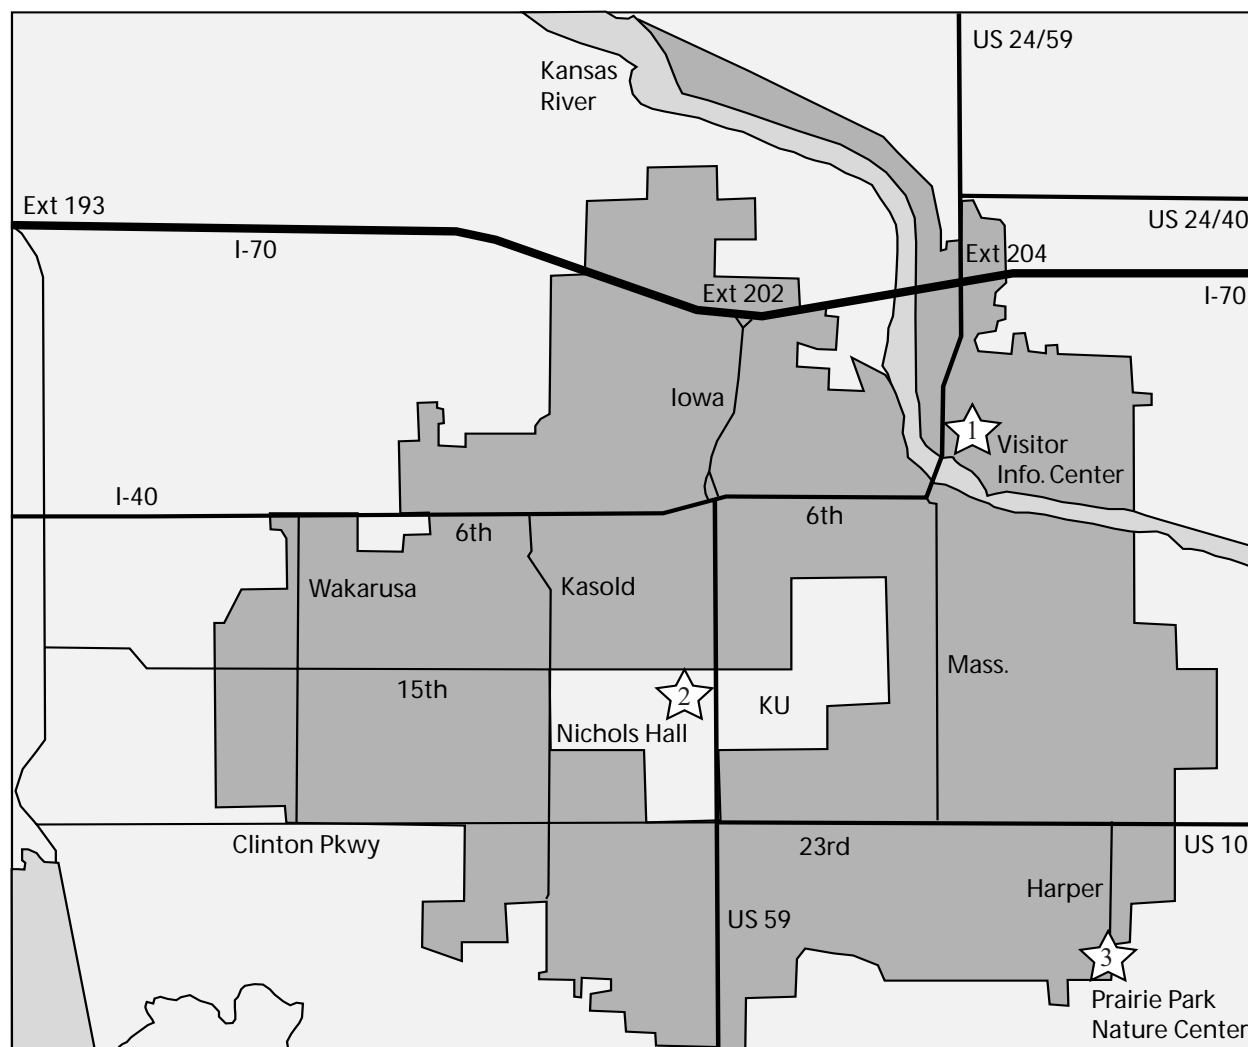 US 24/59
Kansas
River
Ext 193
US 24/40
I-70
Ext 204
Ext 202
I-70
Iowa
1
Visitor
Info. Center
I-40
6th
6th
Wakarusa
Kasold
Mass.
15th
2
KU
Nichols Hall
Clinton Pkwy
23rd
US 10
Harper
US 59
3
Prairie Park
Nature Center